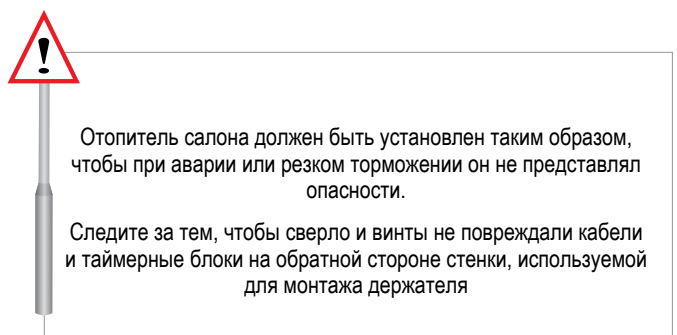 Отопитель салона должен быть установлен таким образом,
чтобы при аварии или резком торможении он не представлял
опасности.
Следите за тем, чтобы сверло и винты не повреждали кабели
и таймерные блоки на обратной стороне стенки, используемой
для монтажа держателя